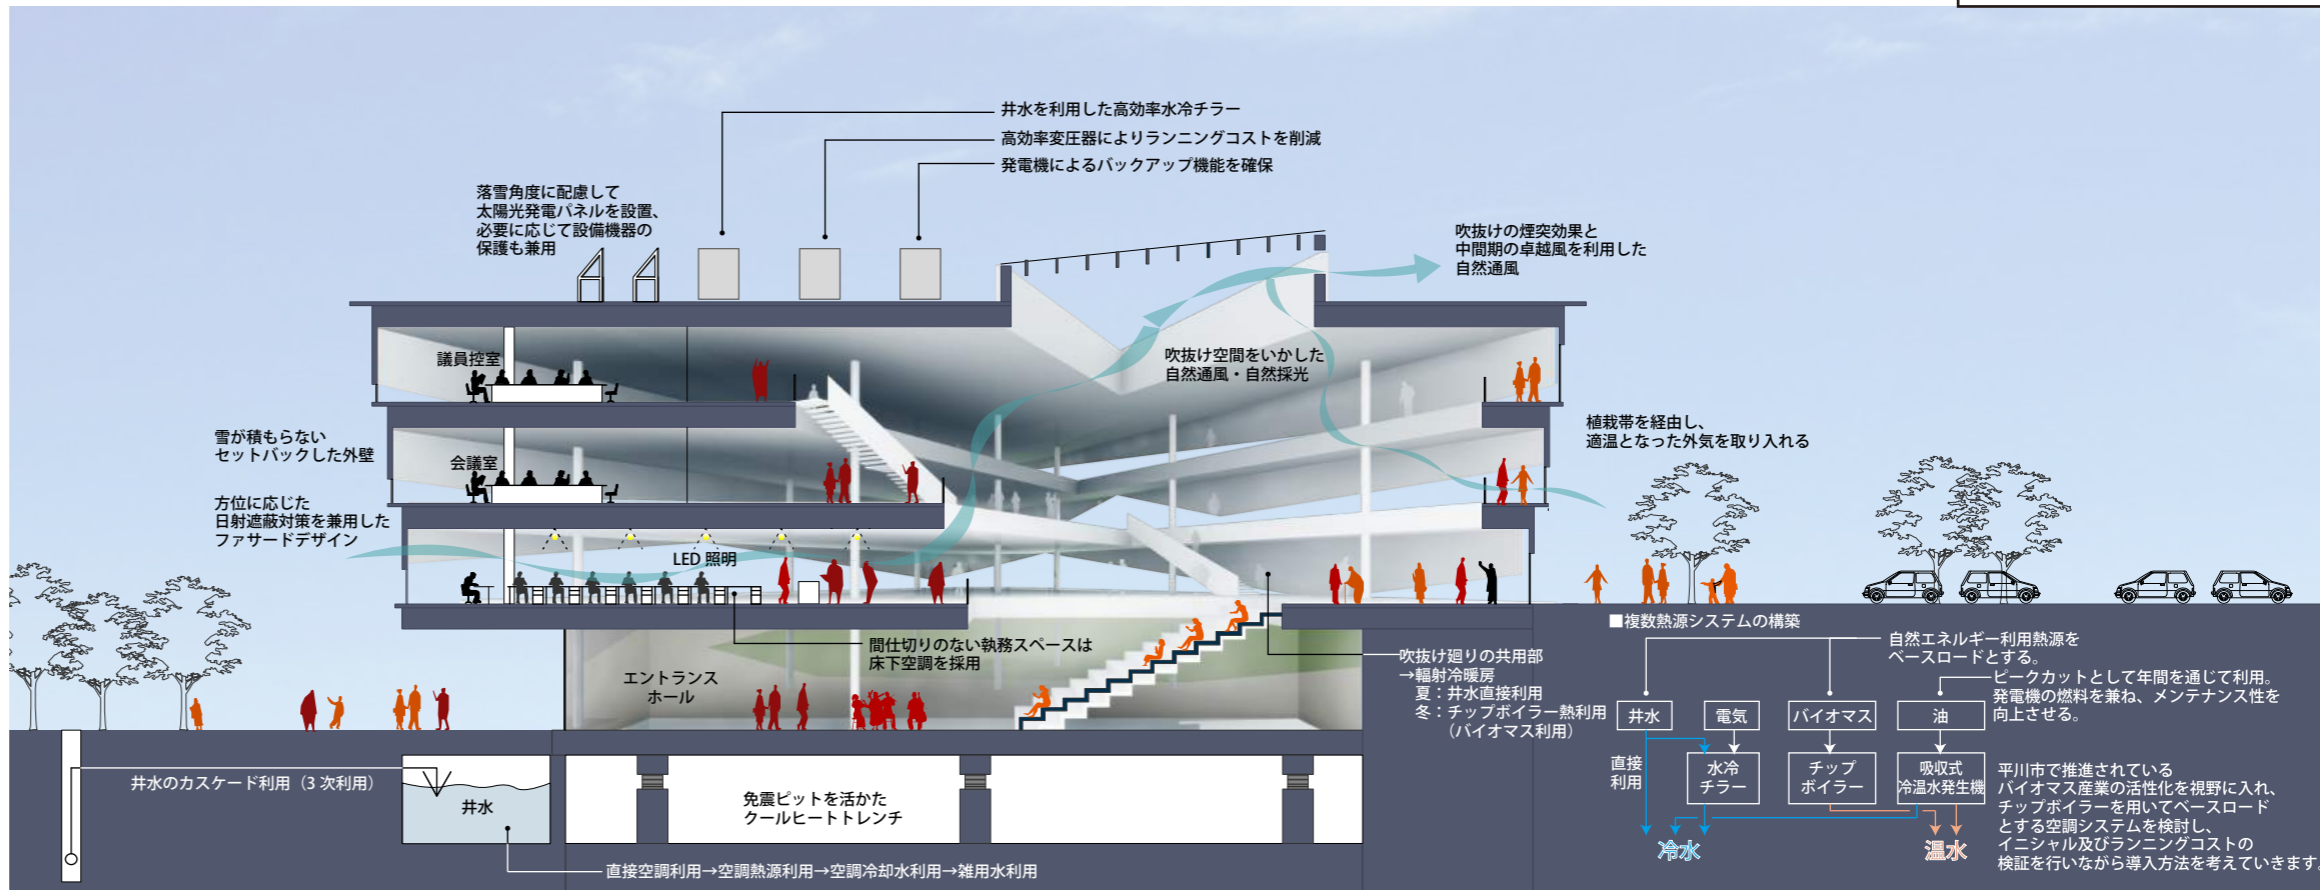 井水を利用した高効率水冷チラー
高効率変圧器によりランニングコストを削減
発電機によるバックアップ機能を確保
落雪角度に配慮して
太陽光発電パネルを設置、
必要に応じて設備機器の
保護も兼用
吹抜けの煙突効果と
中間期の卓越風を利用した
自然通風
議員控室
吹抜け空間をいかした
自然通風・自然採光
雪が積もらない
セットバックした外壁
会議室
植栽帯を経由し、
適温となった外気を取り入れる
方位に応じた
日射遮蔽対策を兼用した
ファサードデザイン
LED 照明
間仕切りのない執務スペースは
床下空調を採用
エントランス
ホール
吹抜け廻りの共用部
→輻射冷暖房
夏：井水直接利用
冬：チップボイラー熱利用
（バイオマス利用）
■複数熱源システムの構築
自然エネルギー利用熱源を
ベースロードとする。
ピークカットとして年間を通じて利用。
発電機の燃料を兼ね、メンテナンス性を
向上させる。
井水
電気
バイオマス
油
直接
利用
水冷
チラー
チップ
ボイラー
吸収式
冷温水発生機
冷水
温水
平川市で推進されている
バイオマス産業の活性化を視野に入れ、
チップボイラーを用いてベースロード
とする空調システムを検討し、
イニシャル及びランニングコストの
検証を行いながら導入方法を考えていきます。
井水のカスケード利用（3 次利用）
井水
免震ピットを活かた
クールヒートトレンチ
直接空調利用→空調熱源利用→空調冷却水利用→雑用水利用